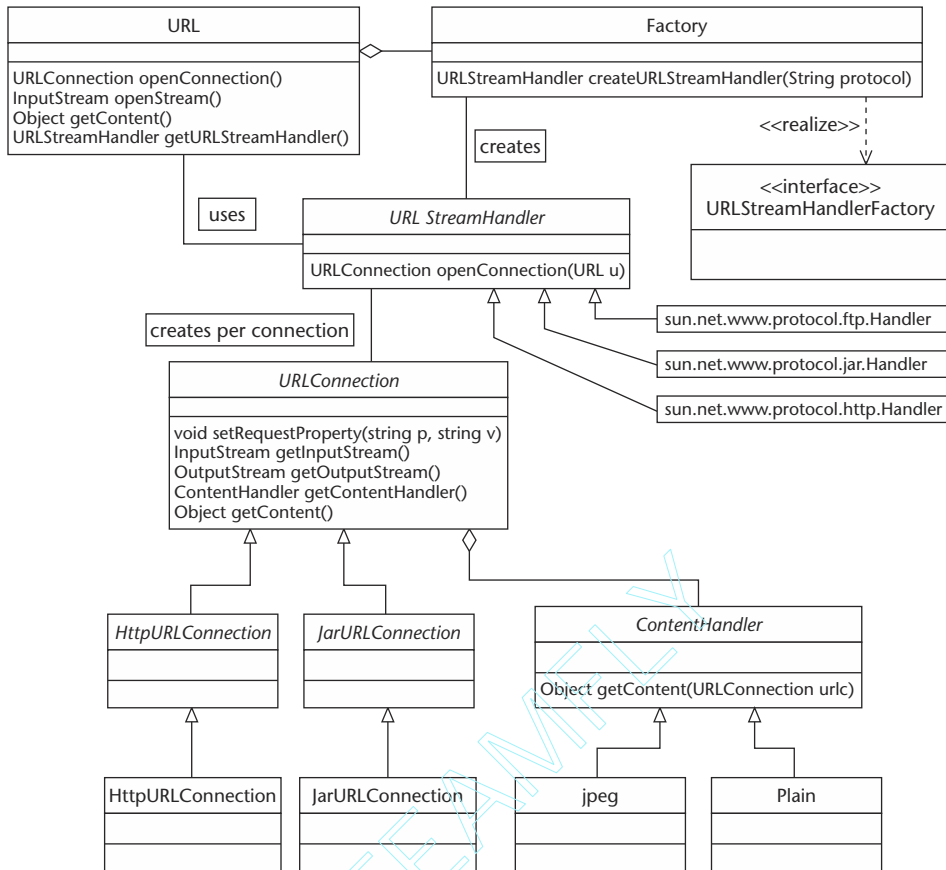 URL
Factory
URLConnection openConnection()
InputStream openStream()
Object getContent()
URLStreamHandler getURLStreamHandler()
URLStreamHandler createURLStreamHandler(String protocol)
<<realize>>
creates
<<interface>>
URLStreamHandlerFactory
uses
URL StreamHandler
URLConnection openConnection(URL u)
creates per connection
sun.net.www.protocol.ftp.Handler
sun.net.www.protocol.jar.Handler
sun.net.www.protocol.http.Handler
URLConnection
void setRequestProperty(string p, string v)
InputStream getInputStream()
OutputStream getOutputStream()
ContentHandler getContentHandler()
Object getContent()
HttpURLConnection
JarURLConnection
ContentHandler
Object getContent(URLConnection urlc)
HttpURLConnection
JarURLConnection
jpeg
Plain
TEAMFLY